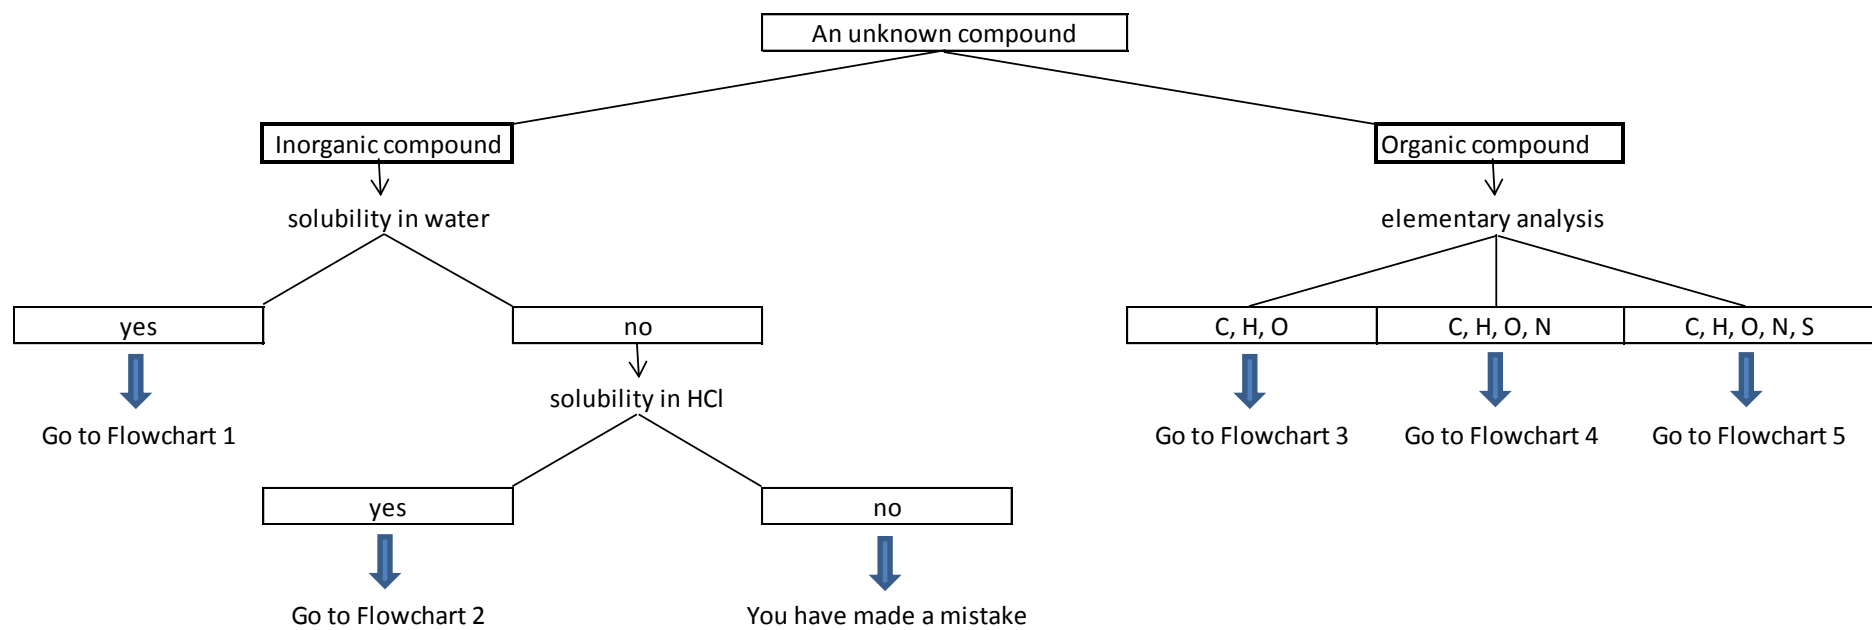 An unknown compound
Inorganic compound
Organic compound
solubility in water
elementary analysis
yes
no
C, H, O
C, H, O, N
C, H, O, N, S
solubility in HCl
Go to Flowchart 1
Go to Flowchart 3
Go to Flowchart 4
Go to Flowchart 5
yes
no
Go to Flowchart 2
You have made a mistake